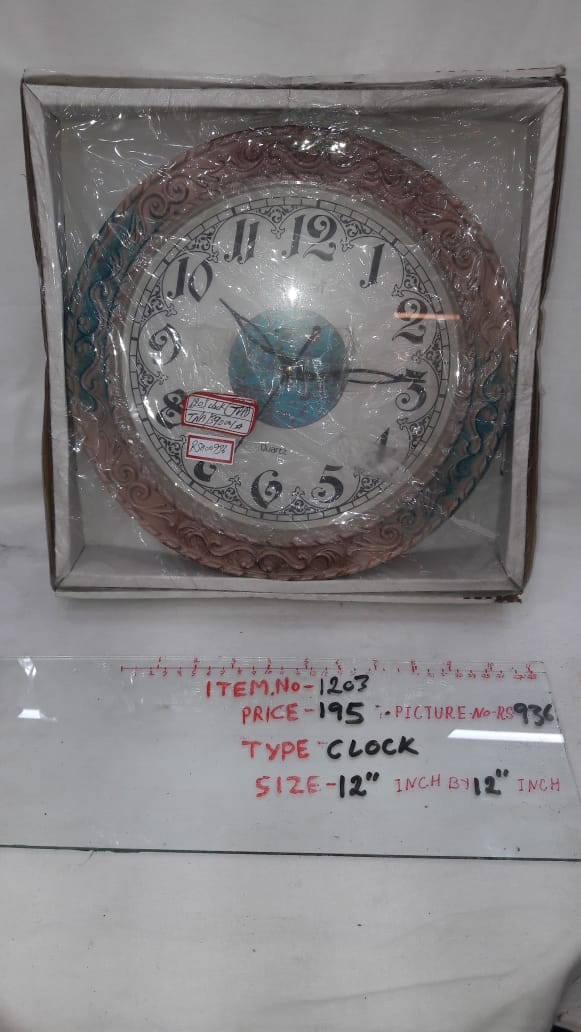 11 12 1
10 2
9 3
8 4
Quartz
6 5
ITEM.No-1203
PRICE-195 :. PICTURE-No-RS936
TYPE-CLOCK
SIZE-12" INCH BY 12" INCH